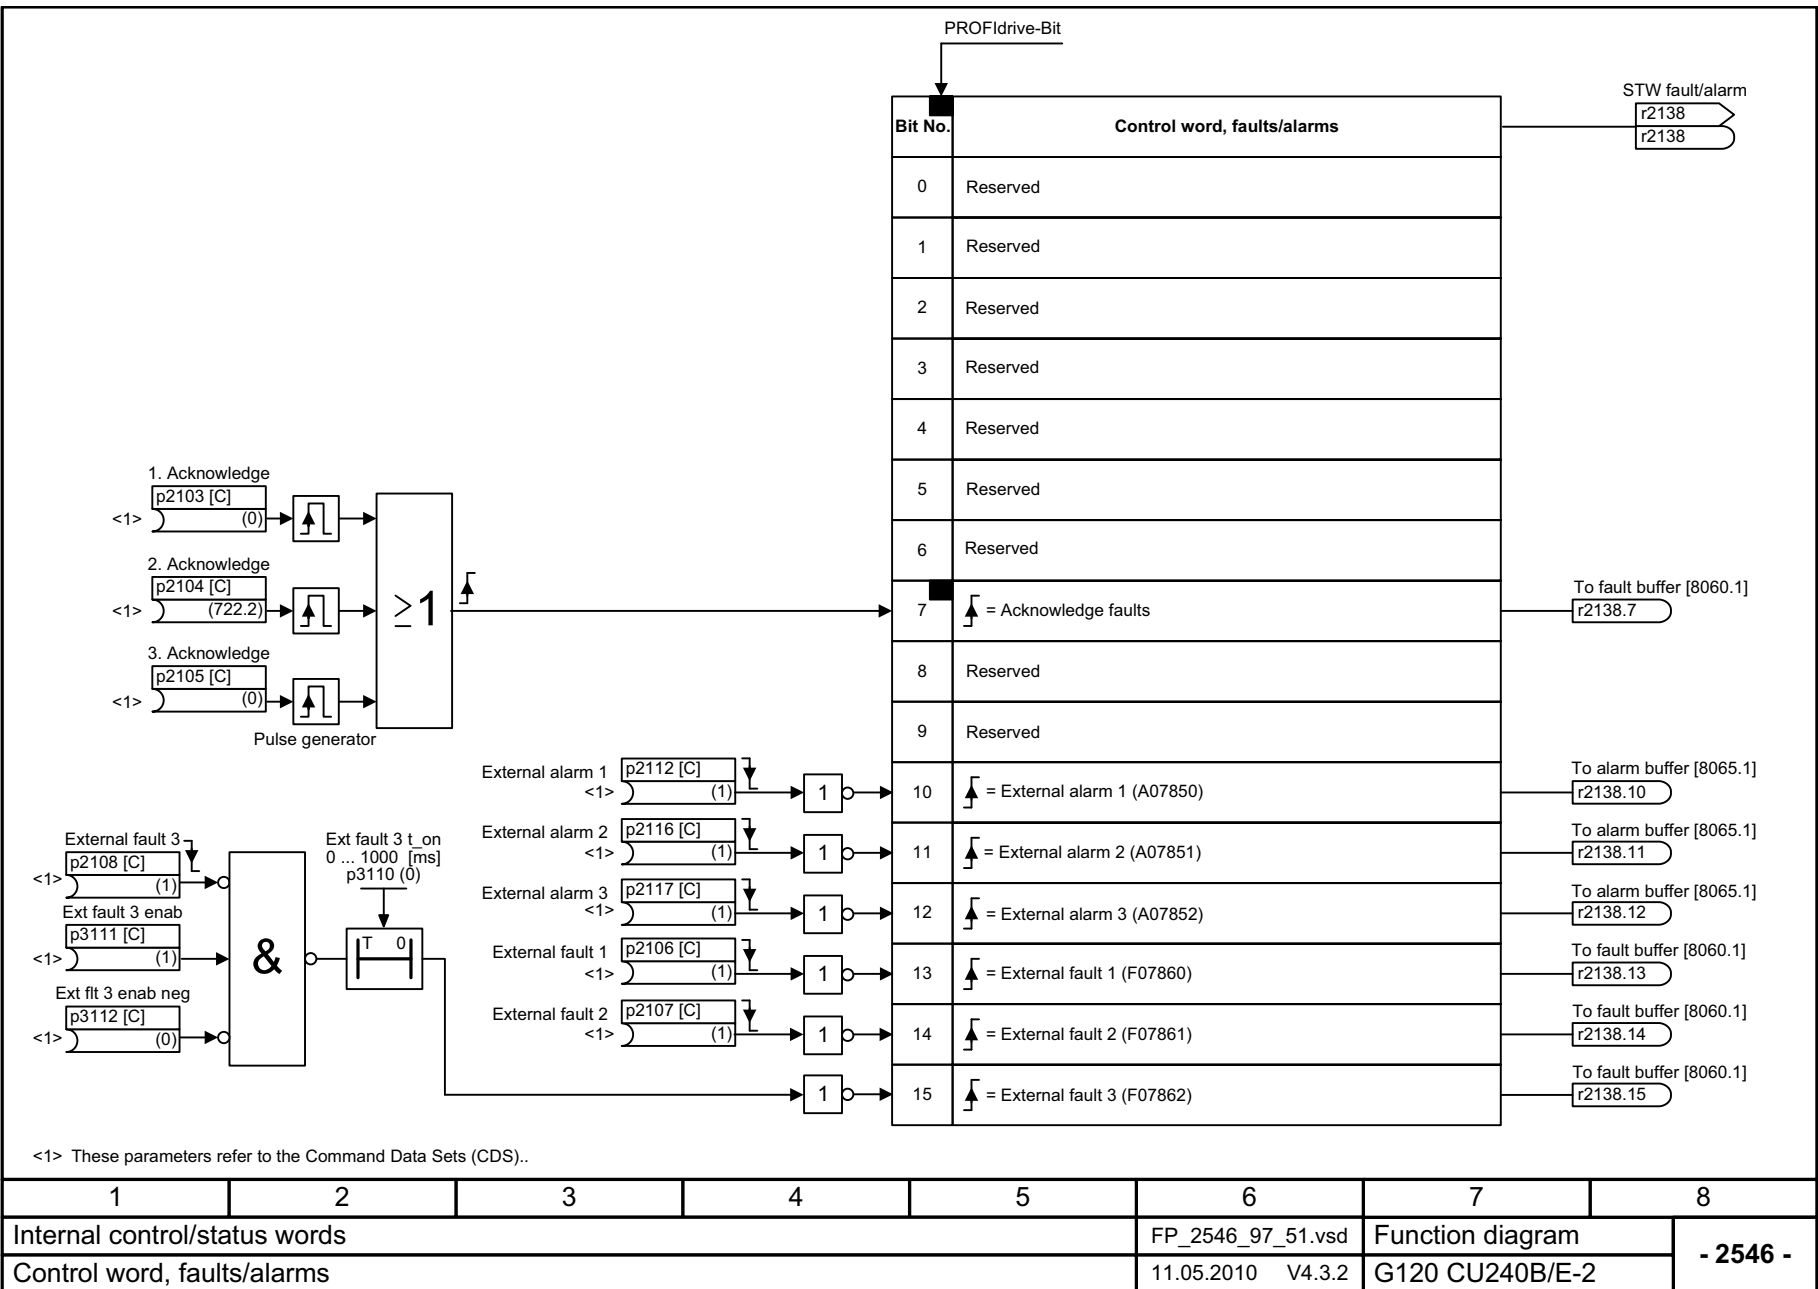 PROFIdrive-Bit
STW fault/alarm
r2138
r2138
Bit No.
Control word, faults/alarms
0 Reserved
1 Reserved
2 Reserved
3 Reserved
4 Reserved
5 Reserved
6 Reserved
7 = Acknowledge faults
8 Reserved
9 Reserved
10 = External alarm 1 (A07850)
11 = External alarm 2 (A07851)
12 = External alarm 3 (A07852)
13 = External fault 1 (F07860)
14 = External fault 2 (F07861)
15 = External fault 3 (F07862)
To fault buffer [8060.1]
r2138.7
To alarm buffer [8065.1]
r2138.10
To alarm buffer [8065.1]
r2138.11
To alarm buffer [8065.1]
r2138.12
To fault buffer [8060.1]
r2138.13
To fault buffer [8060.1]
r2138.14
To fault buffer [8060.1]
r2138.15
1. Acknowledge
p2103 [C]
<1> (0)
2. Acknowledge
p2104 [C]
<1> (722.2)
3. Acknowledge
p2105 [C]
<1> (0)
Pulse generator
≥1
External alarm 1 p2112 [C]
<1> (1) 1
External alarm 2 p2116 [C]
<1> (1) 1
External alarm 3 p2117 [C]
<1> (1) 1
External fault 1 p2106 [C]
<1> (1) 1
External fault 2 p2107 [C]
<1> (1) 1
1
External fault 3
p2108 [C]
<1> (1)
Ext fault 3 enab
p3111 [C]
<1> (1)
Ext flt 3 enab neg
p3112 [C]
<1> (0)
&
Ext fault 3 t_on
0 ... 1000 [ms]
p3110 (0)
T 0
<1> These parameters refer to the Command Data Sets (CDS)..
1 2 3 4 5 6 7 8
Internal control/status words
FP_2546_97_51.vsd
Function diagram
- 2546 -
Control word, faults/alarms
11.05.2010 V4.3.2
G120 CU240B/E-2